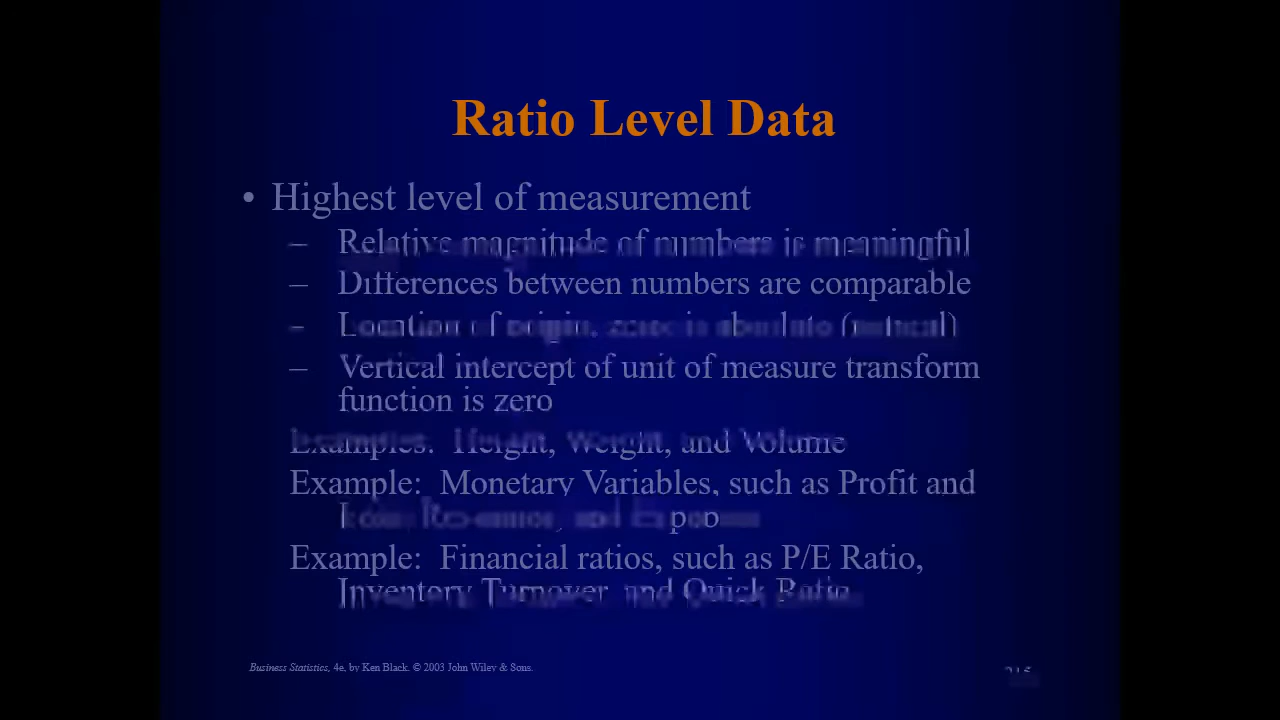 Ratio Level Data
• Highest level of measurement
– Relative magnitude of numbers is meaningful
– Differences between numbers are comparable
– Location of origin, zero is absolute (natural)
– Vertical intercept of unit of measure transform
function is zero
Examples: Height, Weight, and Volume
Example: Monetary Variables, such as Profit and
and
Example: Financial ratios, such as P/E Ratio,
Inventory Turnover, and Quick Ratio.
Business Statistics, 4e, by Ken Black. © 2003 John Wiley & Sons.